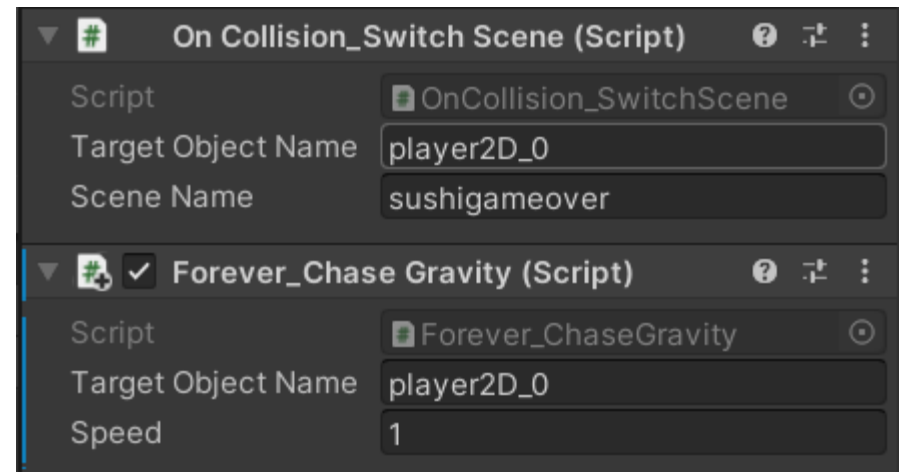 On Collision_Switch Scene (Script)
Script OnCollision_SwitchScene
Target Object Name player2D_0
Scene Name sushigameover
Forever_Chase Gravity (Script)
Script Forever_ChaseGravity
Target Object Name player2D_0
Speed 1